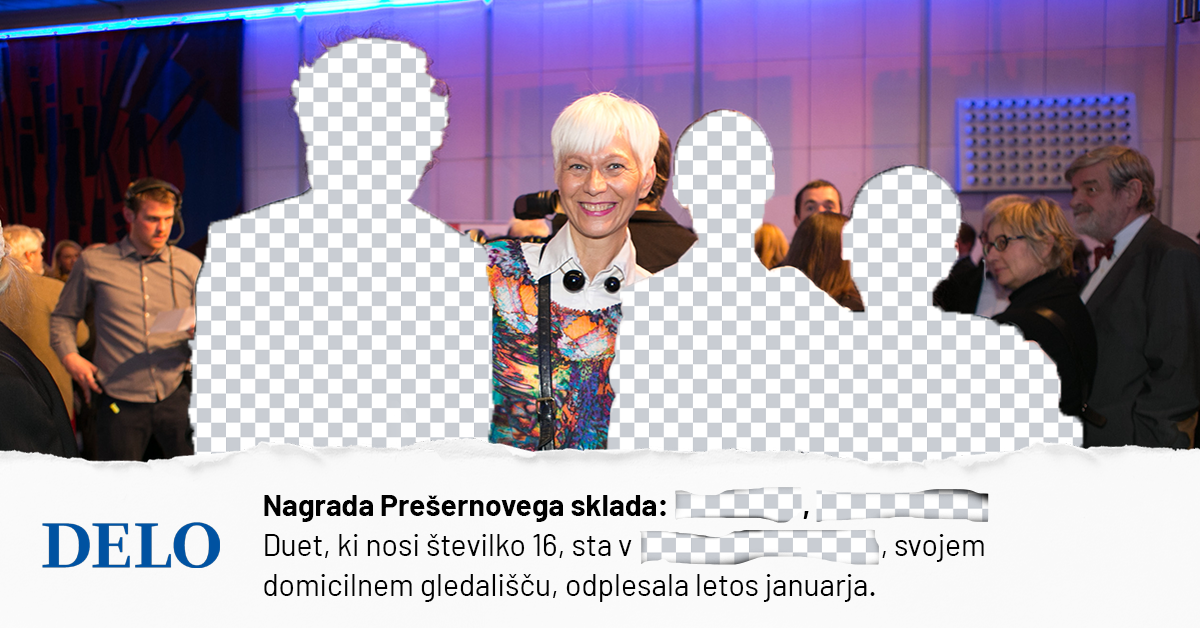 DELO
Nagrada Prešernovega sklada: ,
Duet, ki nosi številko 16, sta v , svojem
domicilnem gledališču, odplesala letos januarja.